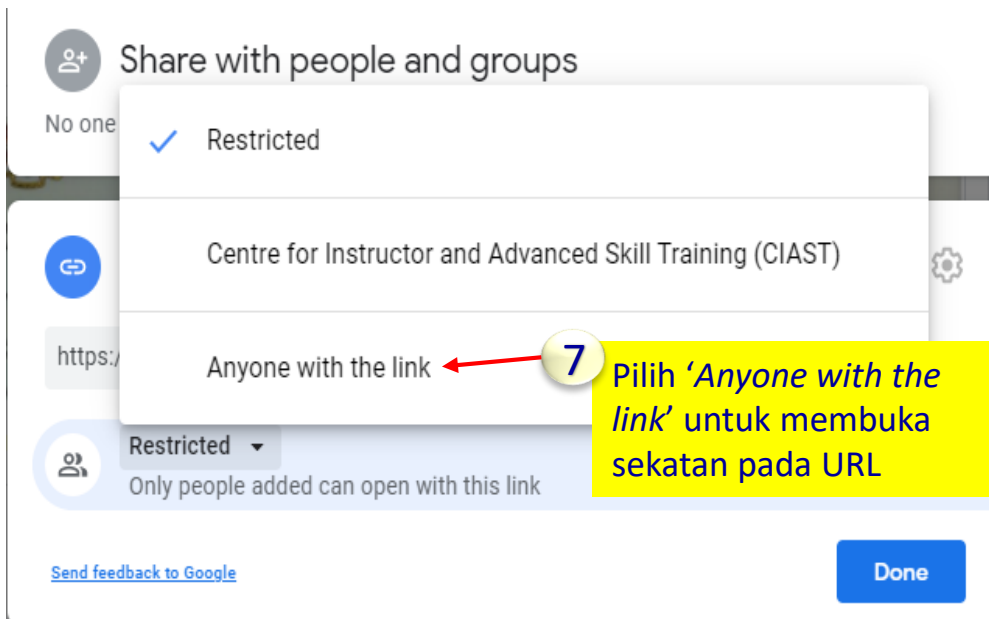 Share with people and groups
No one
Restricted
Centre for Instructor and Advanced Skill Training (CIAST)
https:/
Anyone with the link
7
Pilih ‘Anyone with the
link’ untuk membuka
sekatan pada URL
Restricted
Only people added can open with this link
Send feedback to Google
Done